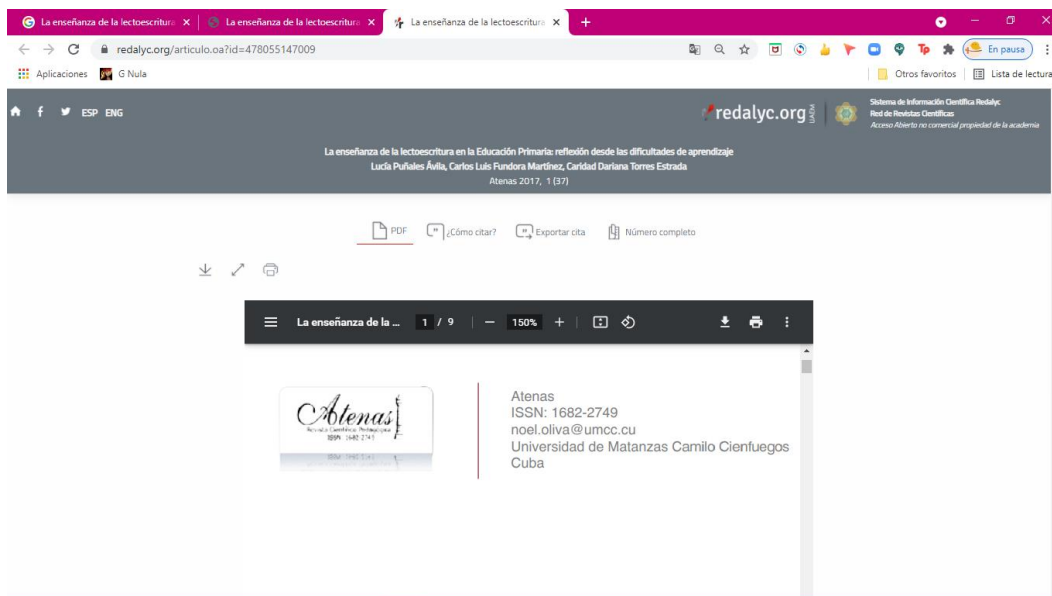 La enseñanza de la lectoescritura
La enseñanza de la lectoescritura
La enseñanza de la lectoescritura
redalyc.org/articulo.oa?id=478055147009
En pausa
Aplicaciones G Nula
Otros favoritos Lista de lectura
f ESP ENG
redalyc.org
UAEM
Sistema de Información Científica Redalyc
Red de Revistas Científicas
Acceso Abierto no comercial propiedad de la academia
La enseñanza de la lectoescritura en la Educación Primaria: reflexión desde las dificultades de aprendizaje
Lucía Puñales Ávila, Carlos Luis Fundora Martínez, Caridad Dariana Torres Estrada
Atenas 2017, 1 (37)
PDF ¿Cómo citar? Exportar cita Número completo
La enseñanza de la ... 1 / 9 150%
Atenas
Revista Científico Pedagógica
ISSN 1682-2749
Atenas
ISSN: 1682-2749
noel.oliva@umcc.cu
Universidad de Matanzas Camilo Cienfuegos
Cuba